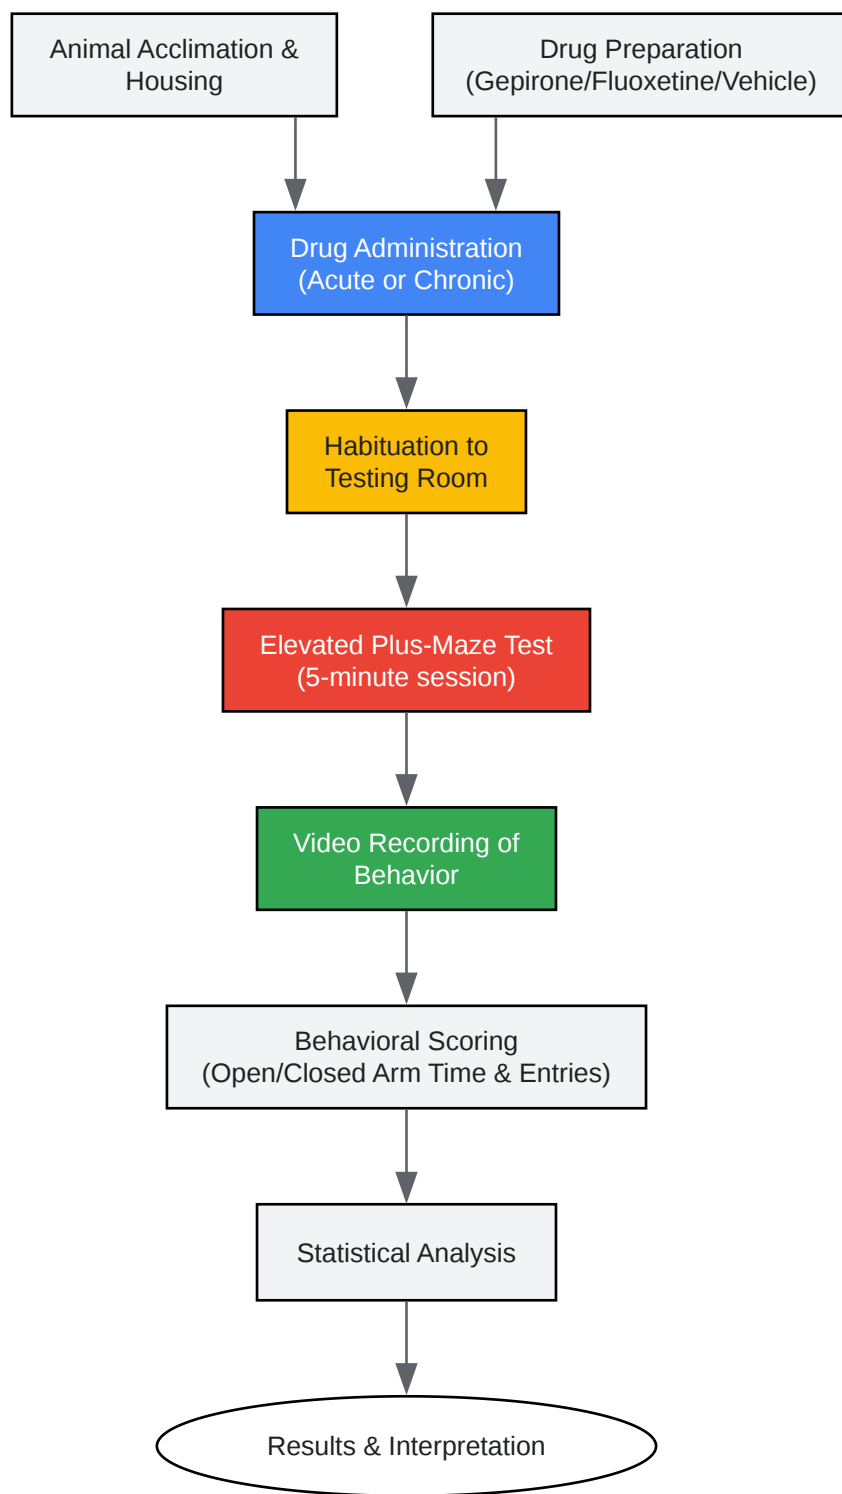 Animal Acclimation &
Housing
Drug Preparation
(Gepirone/Fluoxetine/Vehicle)
Drug Administration
(Acute or Chronic)
Habituation to
Testing Room
Elevated Plus-Maze Test
(5-minute session)
Video Recording of
Behavior
Behavioral Scoring
(Open/Closed Arm Time & Entries)
Statistical Analysis
Results & Interpretation